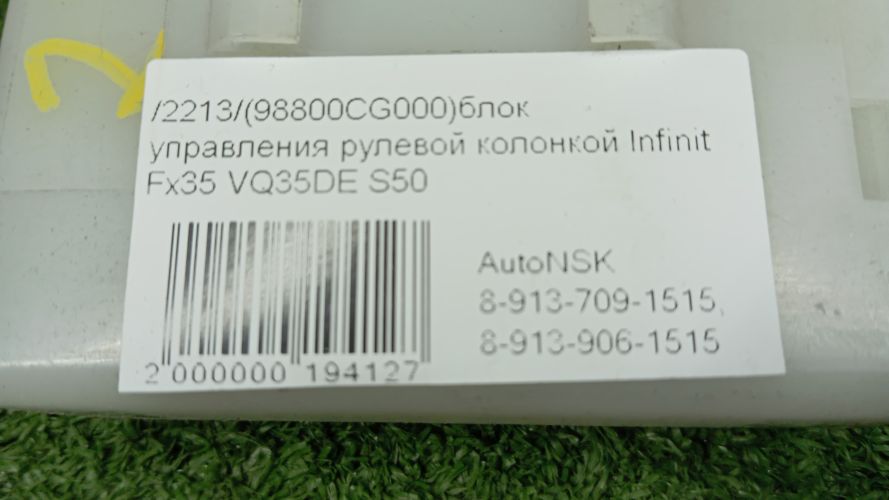 /2213/(98800CG000)блок
управления рулевой колонкой Infinit
Fx35 VQ35DE S50
AutoNSK
8-913-709-1515,
8-913-906-1515
2 000000 194127